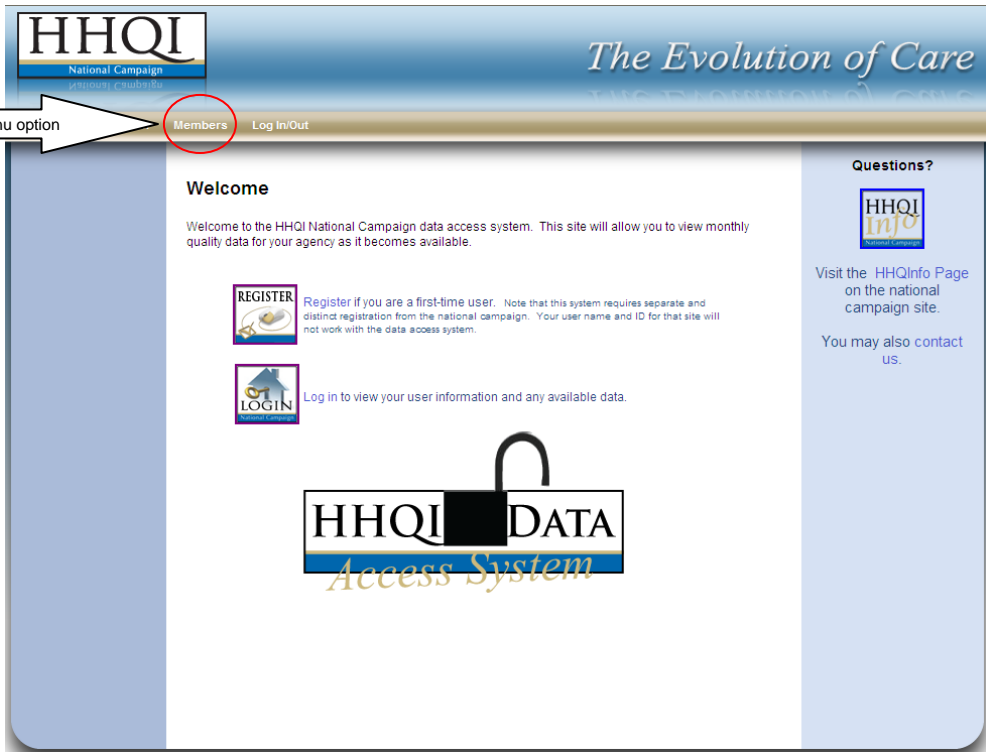 HHQI
National Campaign
The Evolution of Care
nu option
Members Log In/Out
Welcome
Welcome to the HHQI National Campaign data access system. This site will allow you to view monthly
quality data for your agency as it becomes available.
REGISTER
Register if you are a first-time user. Note that this system requires separate and
distinct registration from the national campaign. Your user name and ID for that site will
not work with the data access system.
LOGIN
National Campaign
Log in to view your user information and any available data.
HHQI DATA
Access System
Questions?
HHQI
Info
National Campaign
Visit the HHQInfo Page
on the national
campaign site.
You may also contact
us.